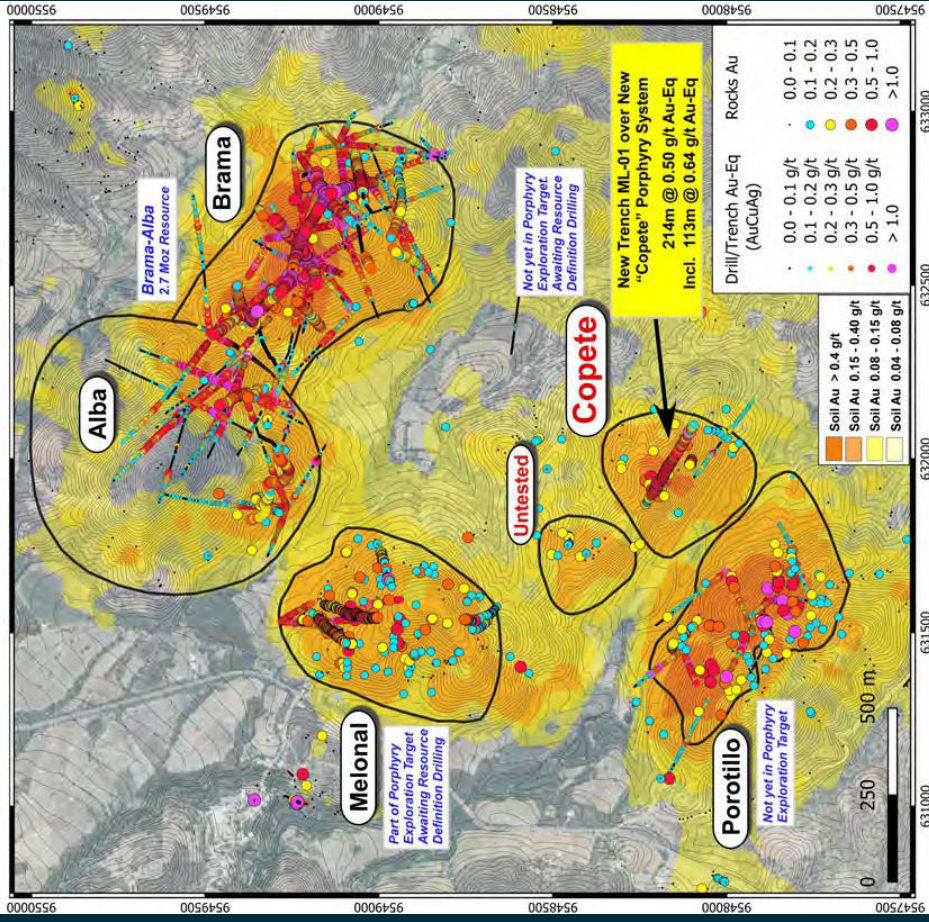 9550000
9549500
9549000
9548500
9548000
9547500
633000
632500
632000
631500
631000
Brama
Brama-Alba
2.7 Moz Resource
Alba
Not yet in Porphyry
Exploration Target.
Awaiting Resource
Definition Drilling
New Trench ML-01 over New
"Copete" Porphyry System
214m @ 0.50 g/t Au-Eq
Incl. 113m @ 0.64 g/t Au-Eq
Copete
Untested
Melonal
Part of Porphyry
Exploration Target
Awaiting Resource
Definition Drilling
Porotillo
Not yet in Porphyry
Exploration Target
Drill/Trench Au-Eq
(AuCuAg)
0.0 - 0.1 g/t
0.1 - 0.2 g/t
0.2 - 0.3 g/t
0.3 - 0.5 g/t
0.5 - 1.0 g/t
> 1.0
Rocks Au
0.0 - 0.1
0.1 - 0.2
0.2 - 0.3
0.3 - 0.5
0.5 - 1.0
>1.0
Soil Au > 0.4 g/t
Soil Au 0.15 - 0.40 g/t
Soil Au 0.08 - 0.15 g/t
Soil Au 0.04 - 0.08 g/t
0 250 500 m